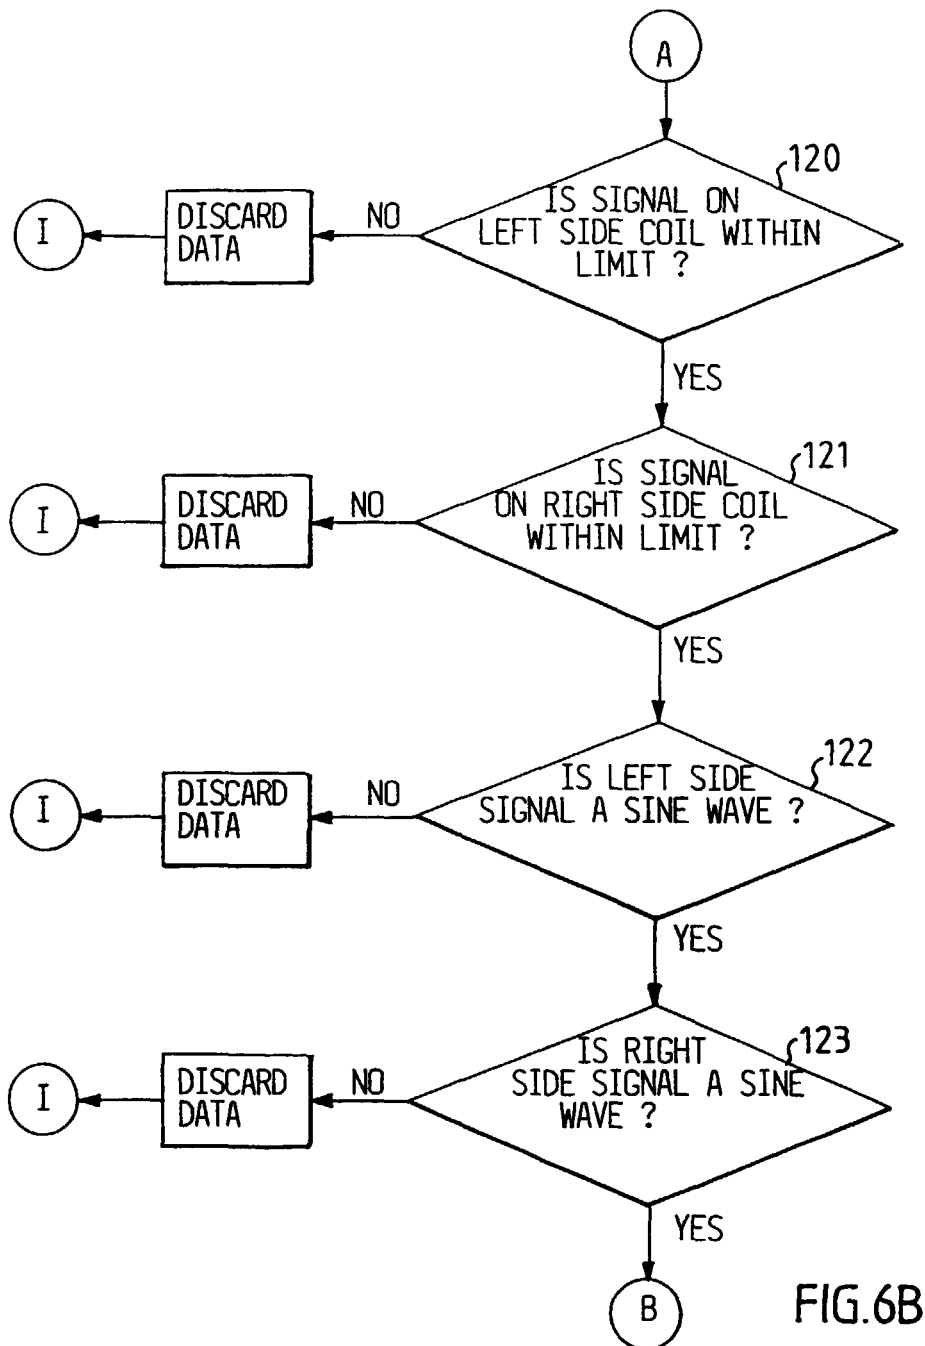 A
120
IS SIGNAL ON
LEFT SIDE COIL WITHIN
LIMIT ?
NO
DISCARD
DATA
I
YES
121
IS SIGNAL
ON RIGHT SIDE COIL
WITHIN LIMIT ?
NO
DISCARD
DATA
I
YES
122
IS LEFT SIDE
SIGNAL A SINE WAVE ?
NO
DISCARD
DATA
I
YES
123
IS RIGHT
SIDE SIGNAL A SINE
WAVE ?
NO
DISCARD
DATA
I
YES
B
FIG.6B